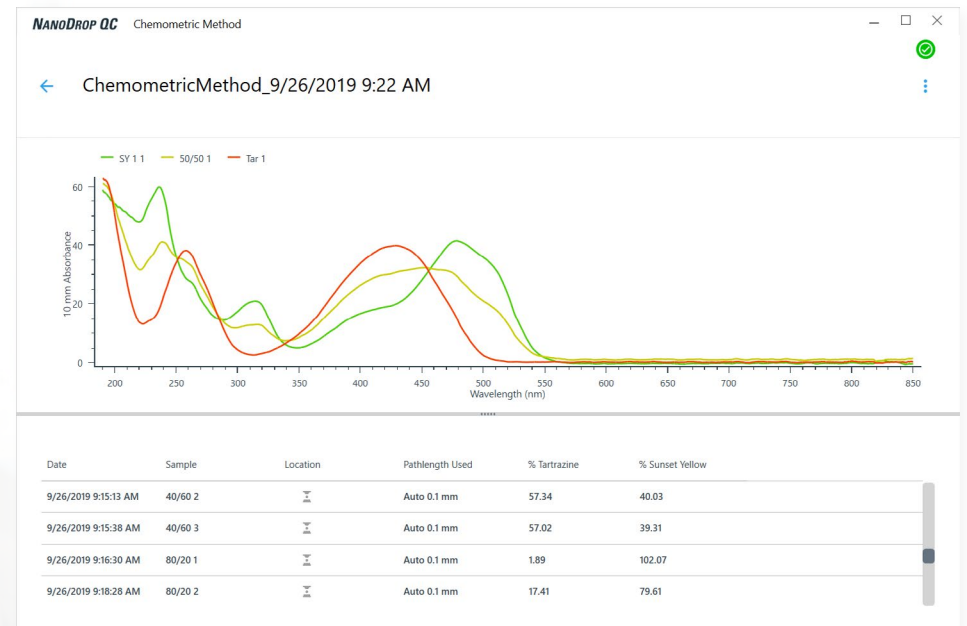 NanoDrop QC Chemometric Method
ChemometricMethod_9/26/2019 9:22 AM
SY 1 1 50/50 1 Tar 1
60
40
20
0
10 mm Absorbance
200 250 300 350 400 450 500 550 600 650 700 750 800 850
Wavelength (nm)
Date Sample Location Pathlength Used % Tartrazine % Sunset Yellow
9/26/2019 9:15:13 AM 40/60 2 Auto 0.1 mm 57.34 40.03
9/26/2019 9:15:38 AM 40/60 3 Auto 0.1 mm 57.02 39.31
9/26/2019 9:16:30 AM 80/20 1 Auto 0.1 mm 1.89 102.07
9/26/2019 9:18:28 AM 80/20 2 Auto 0.1 mm 17.41 79.61